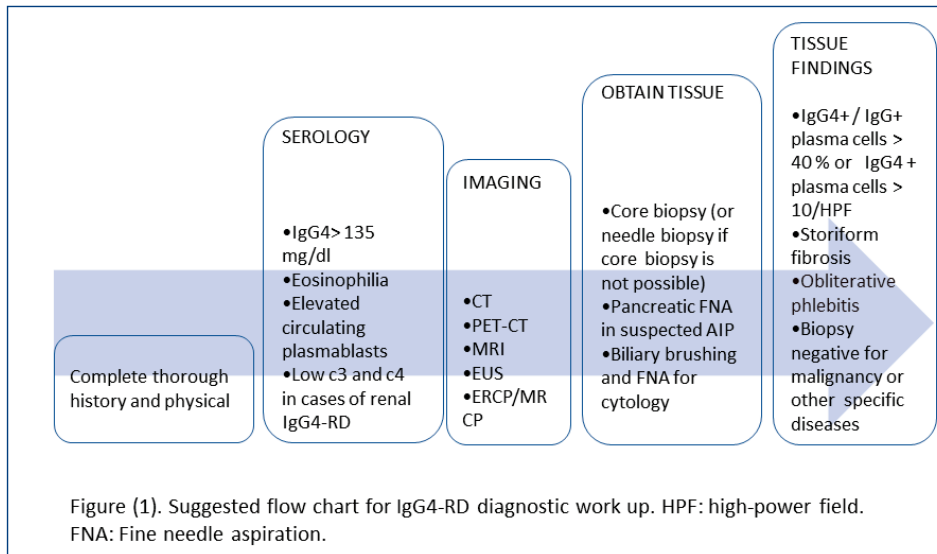 Complete thorough
history and physical
SEROLOGY
•IgG4> 135
mg/dl
•Eosinophilia
•Elevated
circulating
plasmablasts
•Low c3 and c4
in cases of renal
IgG4-RD
IMAGING
•CT
•PET-CT
•MRI
•EUS
•ERCP/MR
CP
OBTAIN TISSUE
•Core biopsy (or
needle biopsy if
core biopsy is
not possible)
•Pancreatic FNA
in suspected AIP
•Biliary brushing
and FNA for
cytology
TISSUE
FINDINGS
•IgG4+ / IgG+
plasma cells >
40 % or IgG4 +
plasma cells >
10/HPF
•Storiform
fibrosis
•Obliterative
phlebitis
•Biopsy
negative for
malignancy or
other specific
diseases
Figure (1). Suggested flow chart for IgG4-RD diagnostic work up. HPF: high-power field.
FNA: Fine needle aspiration.